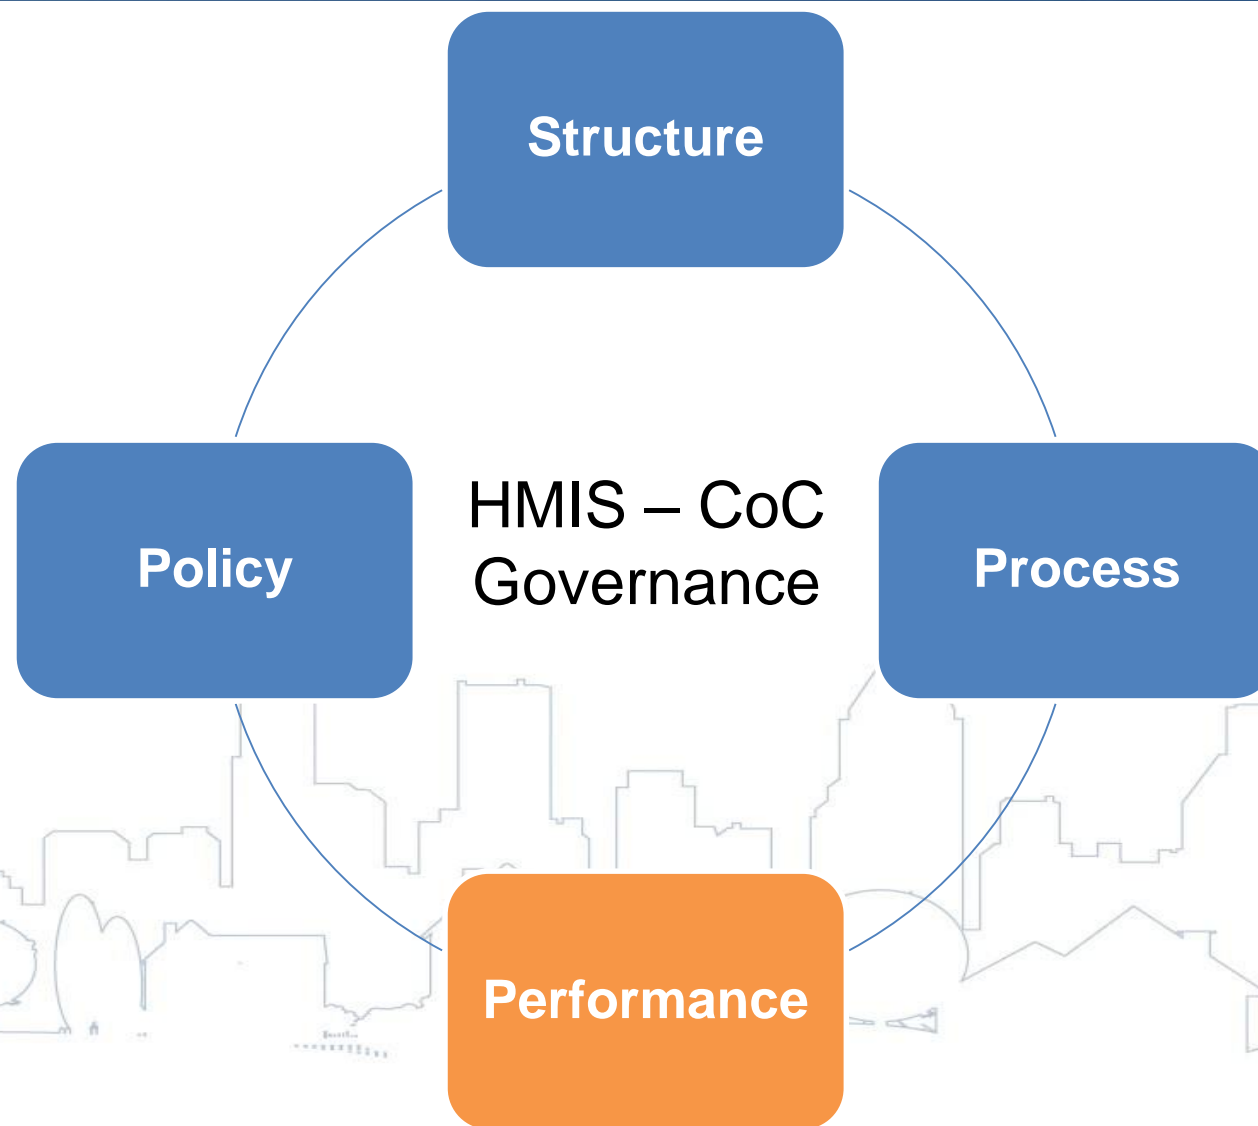 Structure
Policy
HMIS – CoC
Governance
Process
Performance